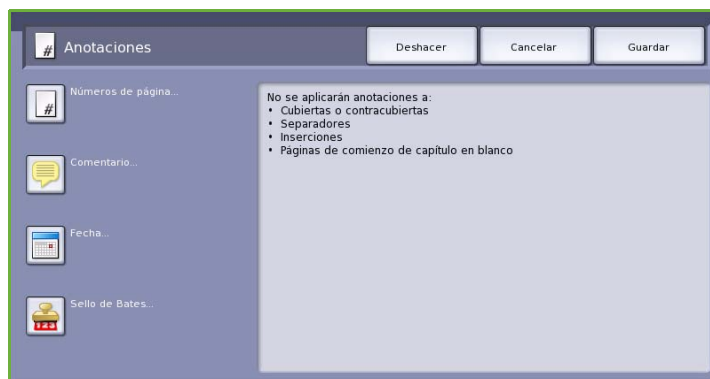 Anotaciones
Deshacer
Cancelar
Guardar
Números de página...
Comentario...
Fecha...
Sello de Bates...
No se aplicarán anotaciones a:
• Cubiertas o contracubiertas
• Separadores
• Inserciones
• Páginas de comienzo de capítulo en blanco